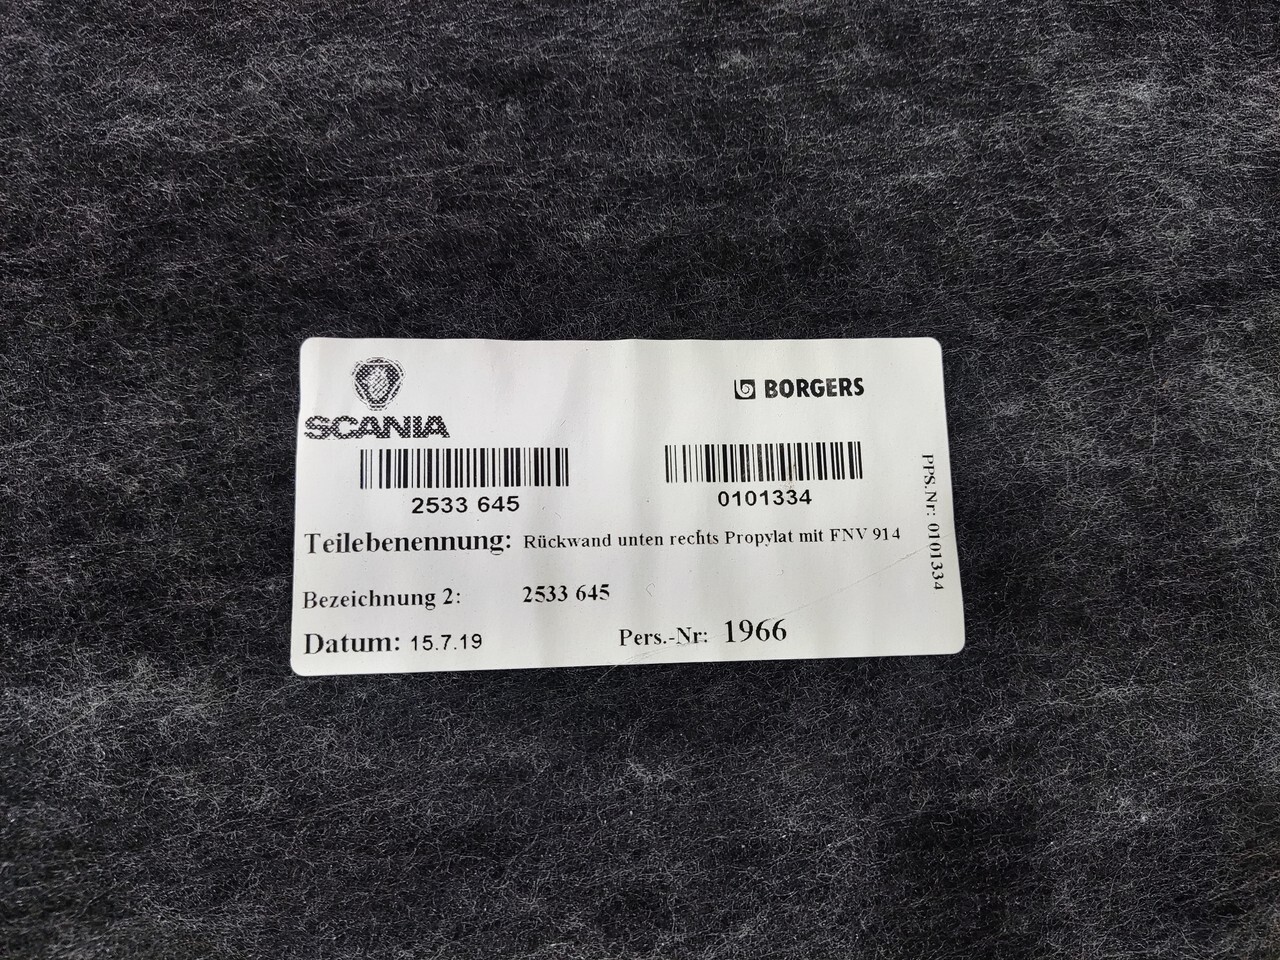 SCANIA
BORGERS
2533 645
0101334
Teilebenennung: Rückwand unten rechts Propylat mit FNV 914
Bezeichnung 2: 2533 645
Datum: 15.7.19 Pers.-Nr: 1966
PPS.Nr: 0101334